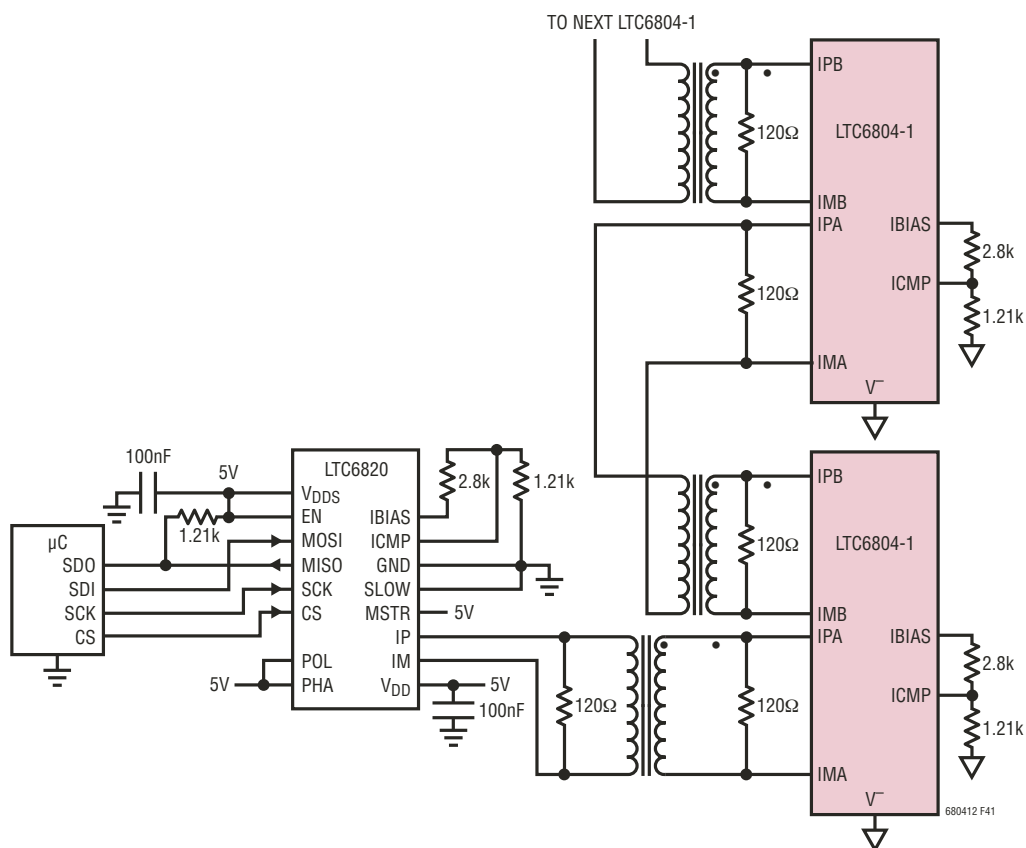 TO NEXT LTC6804-1
IPB
120Ω
LTC6804-1
IMB
IPA
IBIAS
2.8k
120Ω
ICMP
1.21k
IMA
V–
100nF
5V
LTC6820
2.8k
1.21k
VDDS
EN
IBIAS
1.21k
MOSI
ICMP
µC
SDO
MISO
GND
SDI
SCK
SLOW
SCK
CS
MSTR
5V
CS
IP
POL
IM
5V
PHA
VDD
5V
100nF
120Ω
120Ω
IPB
120Ω
LTC6804-1
IMB
IPA
IBIAS
2.8k
ICMP
1.21k
IMA
V–
680412 F41